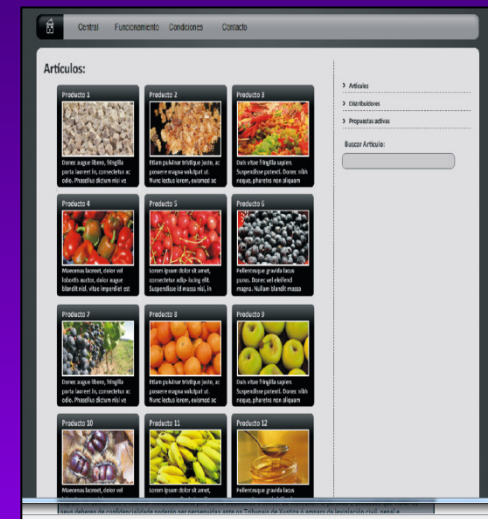 Central Funcionamiento Condiciones Contacto
Artículos:
Producto 1
Donec augue libero, fringilla
porta laoreet in, consectetur ac
odio. Phasellus dictum nisi ve
Producto 2
Etiam pulvinar tristique justo, ac
posuere magna volutpat ut.
Nunc lectus lorem, euismod ac
Producto 3
Duis vitae fringilla sapien.
Suspendisse potenti. Donec nibh
neque, pharetra non aliquam
Producto 4
Maecenas laoreet, dolor vel
lobortis auctor, dolor augue
blandit nisl, vitae imperdiet est
Producto 5
Lorem ipsum dolor sit amet,
consectetur adip-iscing elit.
Suspendisse id massa nisl, in
Producto 6
Pellentesque gravida lacus
purus. Donec vel eleifend
magna. Nullam blandit massa
Producto 7
Donec augue libero, fringilla
porta laoreet in, consectetur ac
odio. Phasellus dictum nisi ve
Producto 8
Etiam pulvinar tristique justo, ac
posuere magna volutpat ut.
Nunc lectus lorem, euismod ac
Producto 9
Duis vitae fringilla sapien.
Suspendisse potenti. Donec nibh
neque, pharetra non aliquam
Producto 10
Maecenas laoreet, dolor vel
Producto 11
Lorem ipsum dolor sit amet,
Producto 12
Pellentesque gravida lacus
> Artículos
> Distribuidores
> Propuestas activas
Buscar Artículo: